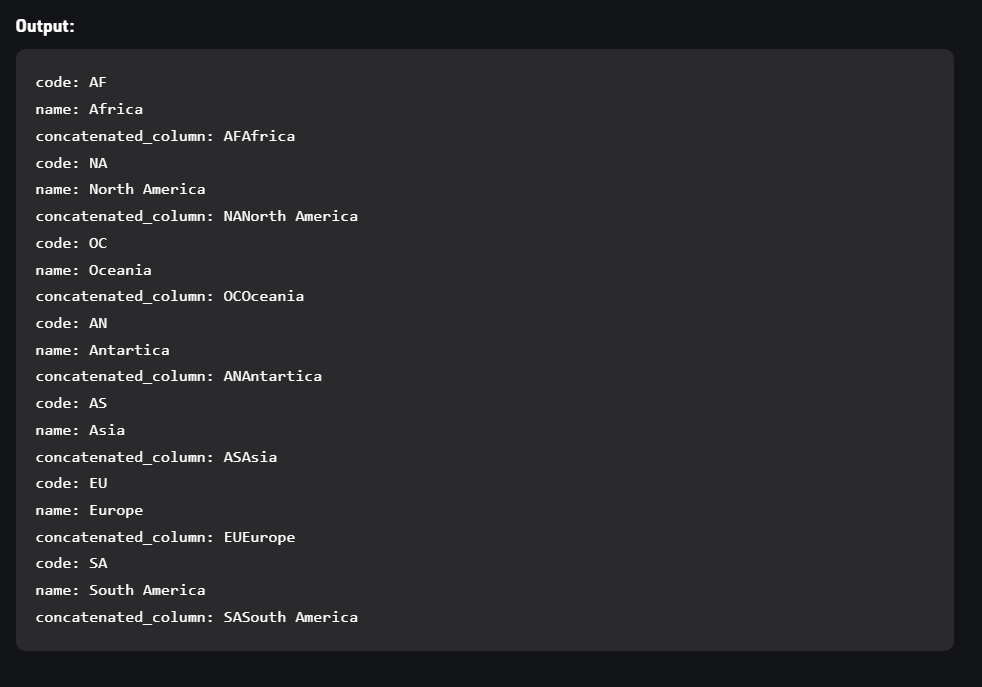 Output:
code: AF
name: Africa
concatenated_column: AFAfrica
code: NA
name: North America
concatenated_column: NANorth America
code: OC
name: Oceania
concatenated_column: OCOceania
code: AN
name: Antartica
concatenated_column: ANAntartica
code: AS
name: Asia
concatenated_column: ASAsia
code: EU
name: Europe
concatenated_column: EUEurope
code: SA
name: South America
concatenated_column: SASouth America